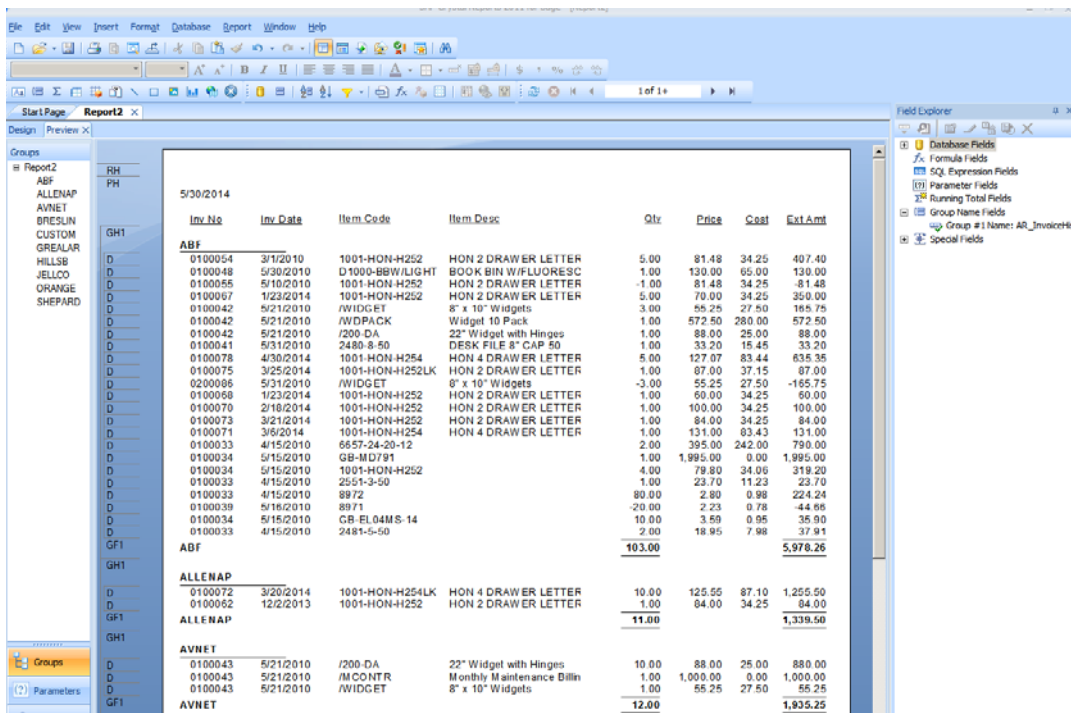 File Edit View Insert Format Database Report Window Help
1 of 1+
Start Page Report2
Design Preview
Groups
Report2
ABF
ALLENAP
AVNET
BRESLIN
CUSTOM
GREALAR
HILLSB
JELLCO
ORANGE
SHEPARD
Groups
Parameters
RH
PH
5/30/2014
Inv No Inv Date Item Code Item Desc Qty Price Cost Ext Amt
GH1
ABF
D 0100054 3/1/2010 1001-HON-H252 HON 2 DRAWER LETTER 5.00 81.48 34.25 407.40
D 0100048 5/30/2010 D1000-BBW/LIGHT BOOK BIN W/FLUORESC 1.00 130.00 65.00 130.00
D 0100055 5/10/2010 1001-HON-H252 HON 2 DRAWER LETTER -1.00 81.48 34.25 -81.48
D 0100067 1/23/2014 1001-HON-H252 HON 2 DRAWER LETTER 5.00 70.00 34.25 350.00
D 0100042 5/21/2010 /WIDGET 8" x 10" Widgets 3.00 55.25 27.50 165.75
D 0100042 5/21/2010 /WDPACK Widget 10 Pack 1.00 572.50 280.00 572.50
D 0100042 5/21/2010 /200-DA 22" Widget with Hinges 1.00 88.00 25.00 88.00
D 0100041 5/31/2010 2480-8-50 DESK FILE 8" CAP 50 1.00 33.20 15.45 33.20
D 0100078 4/30/2014 1001-HON-H254 HON 4 DRAWER LETTER 5.00 127.07 83.44 635.35
D 0100075 3/25/2014 1001-HON-H252LK HON 2 DRAWER LETTER 1.00 87.00 37.15 87.00
D 0200086 5/31/2010 /WIDGET 8" x 10" Widgets -3.00 55.25 27.50 -165.75
D 0100068 1/23/2014 1001-HON-H252 HON 2 DRAWER LETTER 1.00 60.00 34.25 60.00
D 0100070 2/18/2014 1001-HON-H252 HON 2 DRAWER LETTER 1.00 100.00 34.25 100.00
D 0100073 3/21/2014 1001-HON-H252 HON 2 DRAWER LETTER 1.00 84.00 34.25 84.00
D 0100071 3/6/2014 1001-HON-H254 HON 4 DRAWER LETTER 1.00 131.00 83.43 131.00
D 0100033 4/15/2010 6657-24-20-12 2.00 395.00 242.00 790.00
D 0100034 5/15/2010 GB-MD791 1.00 1,995.00 0.00 1,995.00
D 0100034 5/15/2010 1001-HON-H252 4.00 79.80 34.06 319.20
D 0100033 4/15/2010 2551-3-50 1.00 23.70 11.23 23.70
D 0100033 4/15/2010 8972 80.00 2.80 0.98 224.24
D 0100039 5/16/2010 8971 -20.00 2.23 0.78 -44.66
D 0100034 5/15/2010 GB-EL04MS-14 10.00 3.59 0.95 35.90
D 0100033 4/15/2010 2481-5-50 2.00 18.95 7.98 37.91
GF1 ABF 103.00 5,978.26
GH1
ALLENAP
D 0100072 3/20/2014 1001-HON-H254LK HON 4 DRAWER LETTER 10.00 125.55 87.10 1,255.50
D 0100062 12/2/2013 1001-HON-H252 HON 2 DRAWER LETTER 1.00 84.00 34.25 84.00
GF1 ALLENAP 11.00 1,339.50
GH1
AVNET
D 0100043 5/21/2010 /200-DA 22" Widget with Hinges 10.00 88.00 25.00 880.00
D 0100043 5/21/2010 /MCONTR Monthly Maintenance Billin 1.00 1,000.00 0.00 1,000.00
D 0100043 5/21/2010 /WIDGET 8" x 10" Widgets 1.00 55.25 27.50 55.25
GF1 AVNET 12.00 1,935.25
Field Explorer
Database Fields
Formula Fields
SQL Expression Fields
Parameter Fields
Running Total Fields
Group Name Fields
Group #1 Name: AR_InvoiceHi
Special Fields